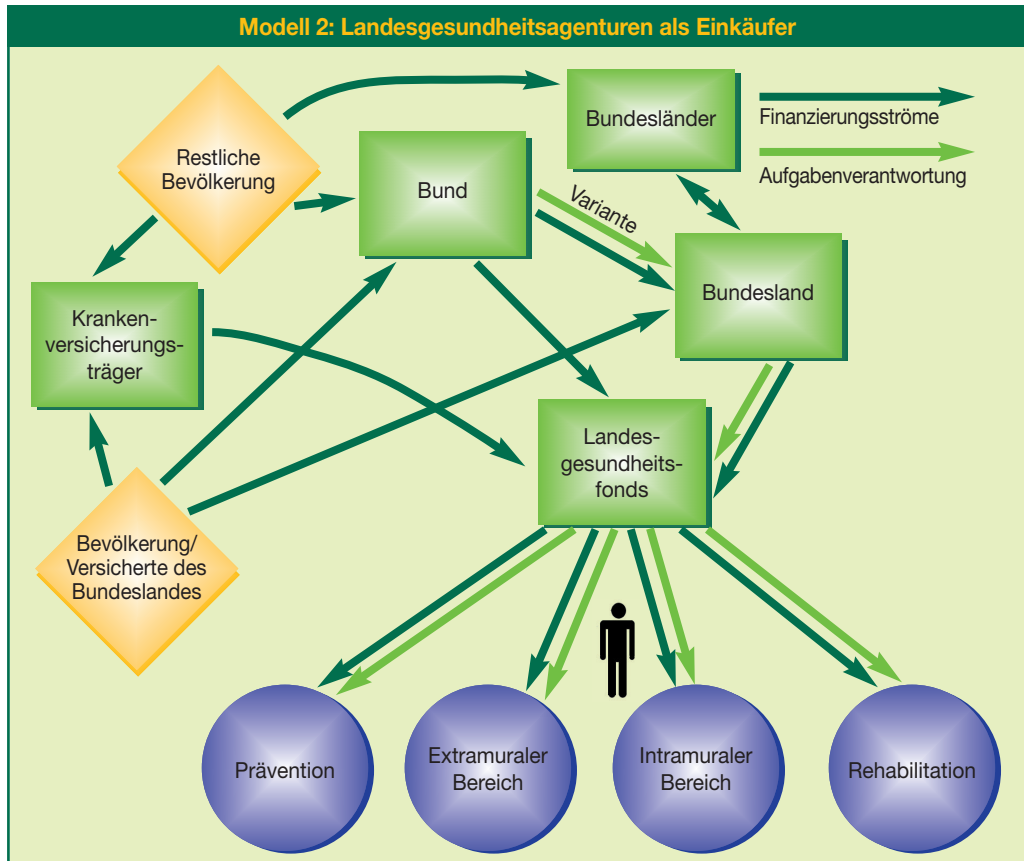 Modell 2: Landesgesundheitsagenturen als Einkäufer
Restliche
Bevölkerung
Bundesländer
Finanzierungsströme
Aufgabenverantwortung
Bund
Variante
Bundesland
Kranken-
versicherungs-
träger
Landes-
gesundheits-
fonds
Bevölkerung/
Versicherte des
Bundeslandes
Prävention
Extramuraler
Bereich
Intramuraler
Bereich
Rehabilitation